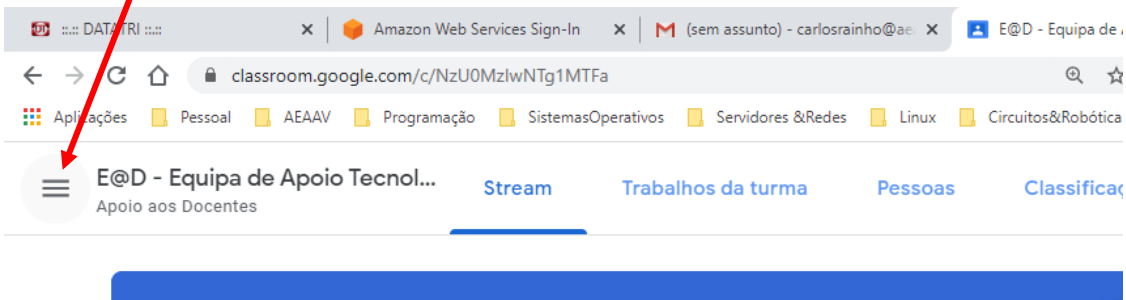 ::.:: DATATRI ::.::
Amazon Web Services Sign-In
(sem assunto) - carlosrainho@ae
E@D - Equipa de
classroom.google.com/c/NzU0MzIwNTg1MTFa
Aplicações Pessoal AEAAV Programação SistemasOperativos Servidores &Redes Linux Circuitos&Robótica
E@D - Equipa de Apoio Tecnol... Stream Trabalhos da turma Pessoas Classificaç
Apoio aos Docentes